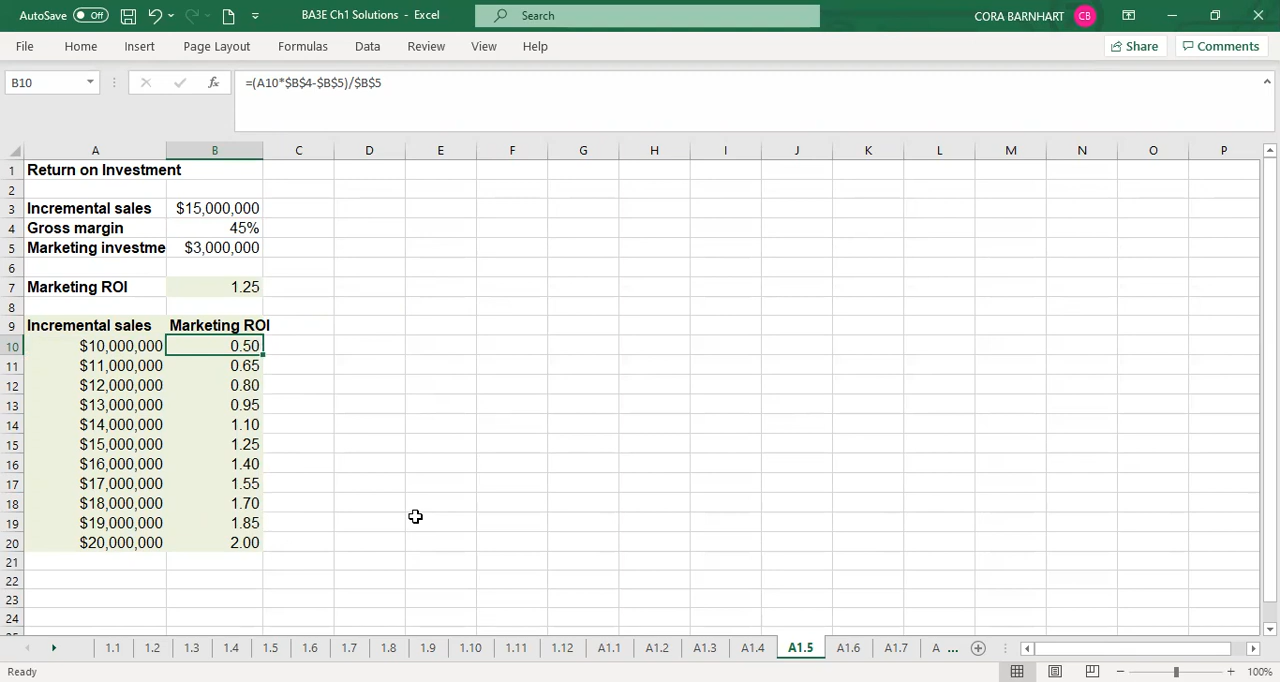 AutoSave Off BA3E Ch1 Solutions - Excel Search CORA BARNHART CB
File Home Insert Page Layout Formulas Data Review View Help Share Comments
B10 fx =(A10*$B$4-$B$5)/$B$5
A B C D E F G H I J K L M N O P
1 Return on Investment
2
3 Incremental sales $15,000,000
4 Gross margin 45%
5 Marketing investme $3,000,000
6
7 Marketing ROI 1.25
8
9 Incremental sales Marketing ROI
10 $10,000,000 0.50
11 $11,000,000 0.65
12 $12,000,000 0.80
13 $13,000,000 0.95
14 $14,000,000 1.10
15 $15,000,000 1.25
16 $16,000,000 1.40
17 $17,000,000 1.55
18 $18,000,000 1.70
19 $19,000,000 1.85
20 $20,000,000 2.00
21
22
23
24
1.1 1.2 1.3 1.4 1.5 1.6 1.7 1.8 1.9 1.10 1.11 1.12 A1.1 A1.2 A1.3 A1.4 A1.5 A1.6 A1.7 A ...
Ready 100%